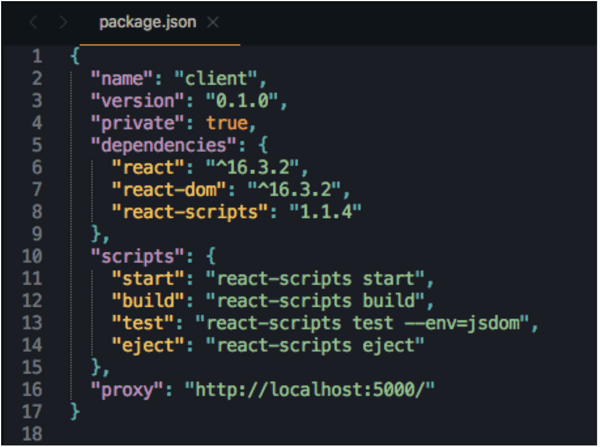 package.json
1 {
2 "name": "client",
3 "version": "0.1.0",
4 "private": true,
5 "dependencies": {
6 "react": "^16.3.2",
7 "react-dom": "^16.3.2",
8 "react-scripts": "1.1.4"
9 },
10 "scripts": {
11 "start": "react-scripts start",
12 "build": "react-scripts build",
13 "test": "react-scripts test --env=jsdom",
14 "eject": "react-scripts eject"
15 },
16 "proxy": "http://localhost:5000/"
17 }
18